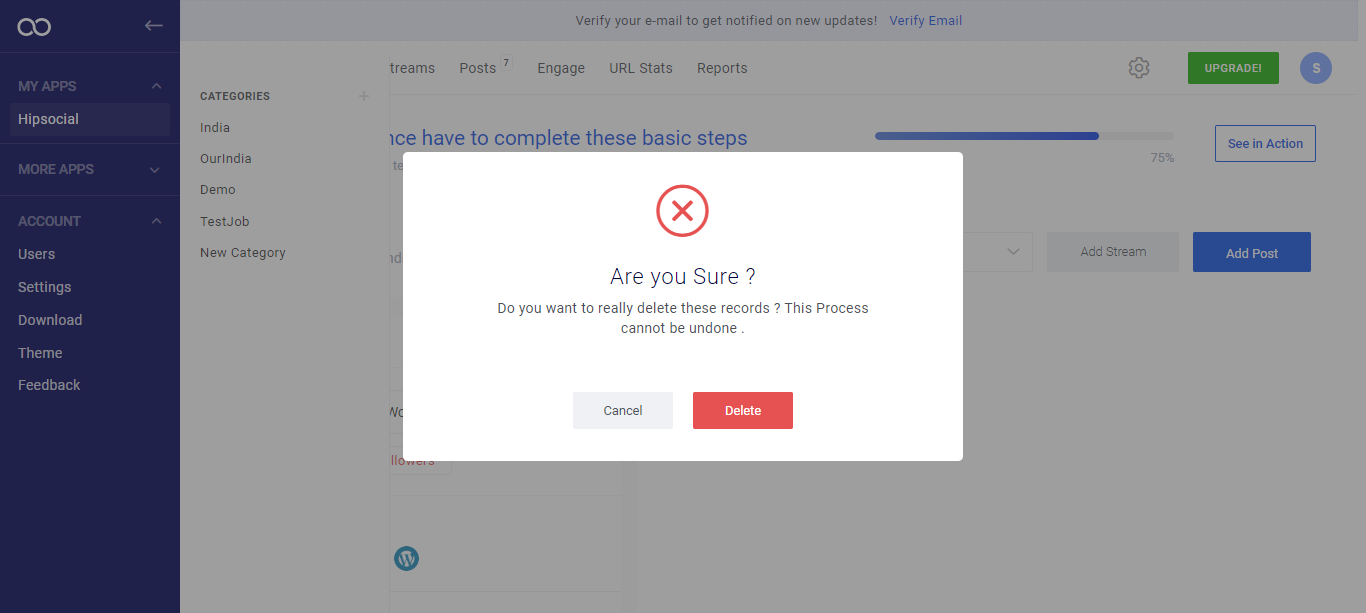 Verify your e-mail to get notified on new updates! Verify Email
MY APPS
Hipsocial
MORE APPS
ACCOUNT
Users
Settings
Download
Theme
Feedback
CATEGORIES +
India
OurIndia
Demo
TestJob
New Category
treams Posts 7 Engage URL Stats Reports
UPGRADE! S
nce have to complete these basic steps
75%
See in Action
Add Stream Add Post
Are you Sure ?
Do you want to really delete these records ? This Process
cannot be undone .
Cancel Delete
llowers